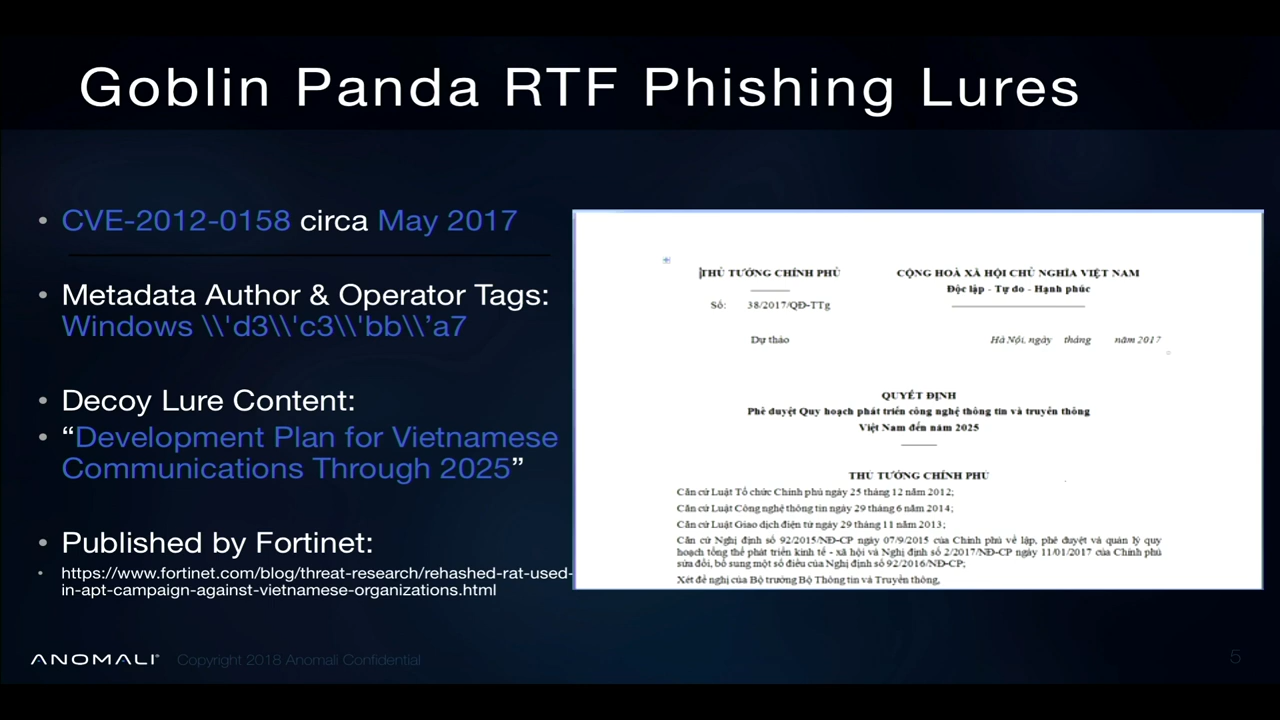 Goblin Panda RTF Phishing Lures
• CVE-2012-0158 circa May 2017
• Metadata Author & Operator Tags:
Windows \\'d3\\'c3\\'bb\\’a7
• Decoy Lure Content:
• “Development Plan for Vietnamese
Communications Through 2025”
• Published by Fortinet:
• https://www.fortinet.com/blog/threat-research/rehashed-rat-used-
in-apt-campaign-against-vietnamese-organizations.html
THỦ TƯỚNG CHÍNH PHỦ
CỘNG HOÀ XÃ HỘI CHỦ NGHĨA VIỆT NAM
Độc lập - Tự do - Hạnh phúc
Số: 38/2017/QĐ-TTg
Dự thảo
Hà Nội, ngày tháng năm 2017
QUYẾT ĐỊNH
Phê duyệt Quy hoạch phát triển công nghệ thông tin và truyền thông
Việt Nam đến năm 2025
THỦ TƯỚNG CHÍNH PHỦ
Căn cứ Luật Tổ chức Chính phủ ngày 25 tháng 12 năm 2012;
Căn cứ Luật Công nghệ thông tin ngày 29 tháng 6 năm 2014;
Căn cứ Luật Giao dịch điện tử ngày 29 tháng 11 năm 2013;
Căn cứ Nghị định số 92/2015/NĐ-CP ngày 07/9/2015 của Chính phủ về lập, phê duyệt và quản lý quy
hoạch tổng thể phát triển kinh tế - xã hội và Nghị định số 2/2017/NĐ-CP ngày 11/01/2017 của Chính phủ
sửa đổi, bổ sung một số điều của Nghị định số 92/2016/NĐ-CP;
Xét đề nghị của Bộ trưởng Bộ Thông tin và Truyền thông,
ANOMALI
Copyright 2018 Anomali Confidential
5